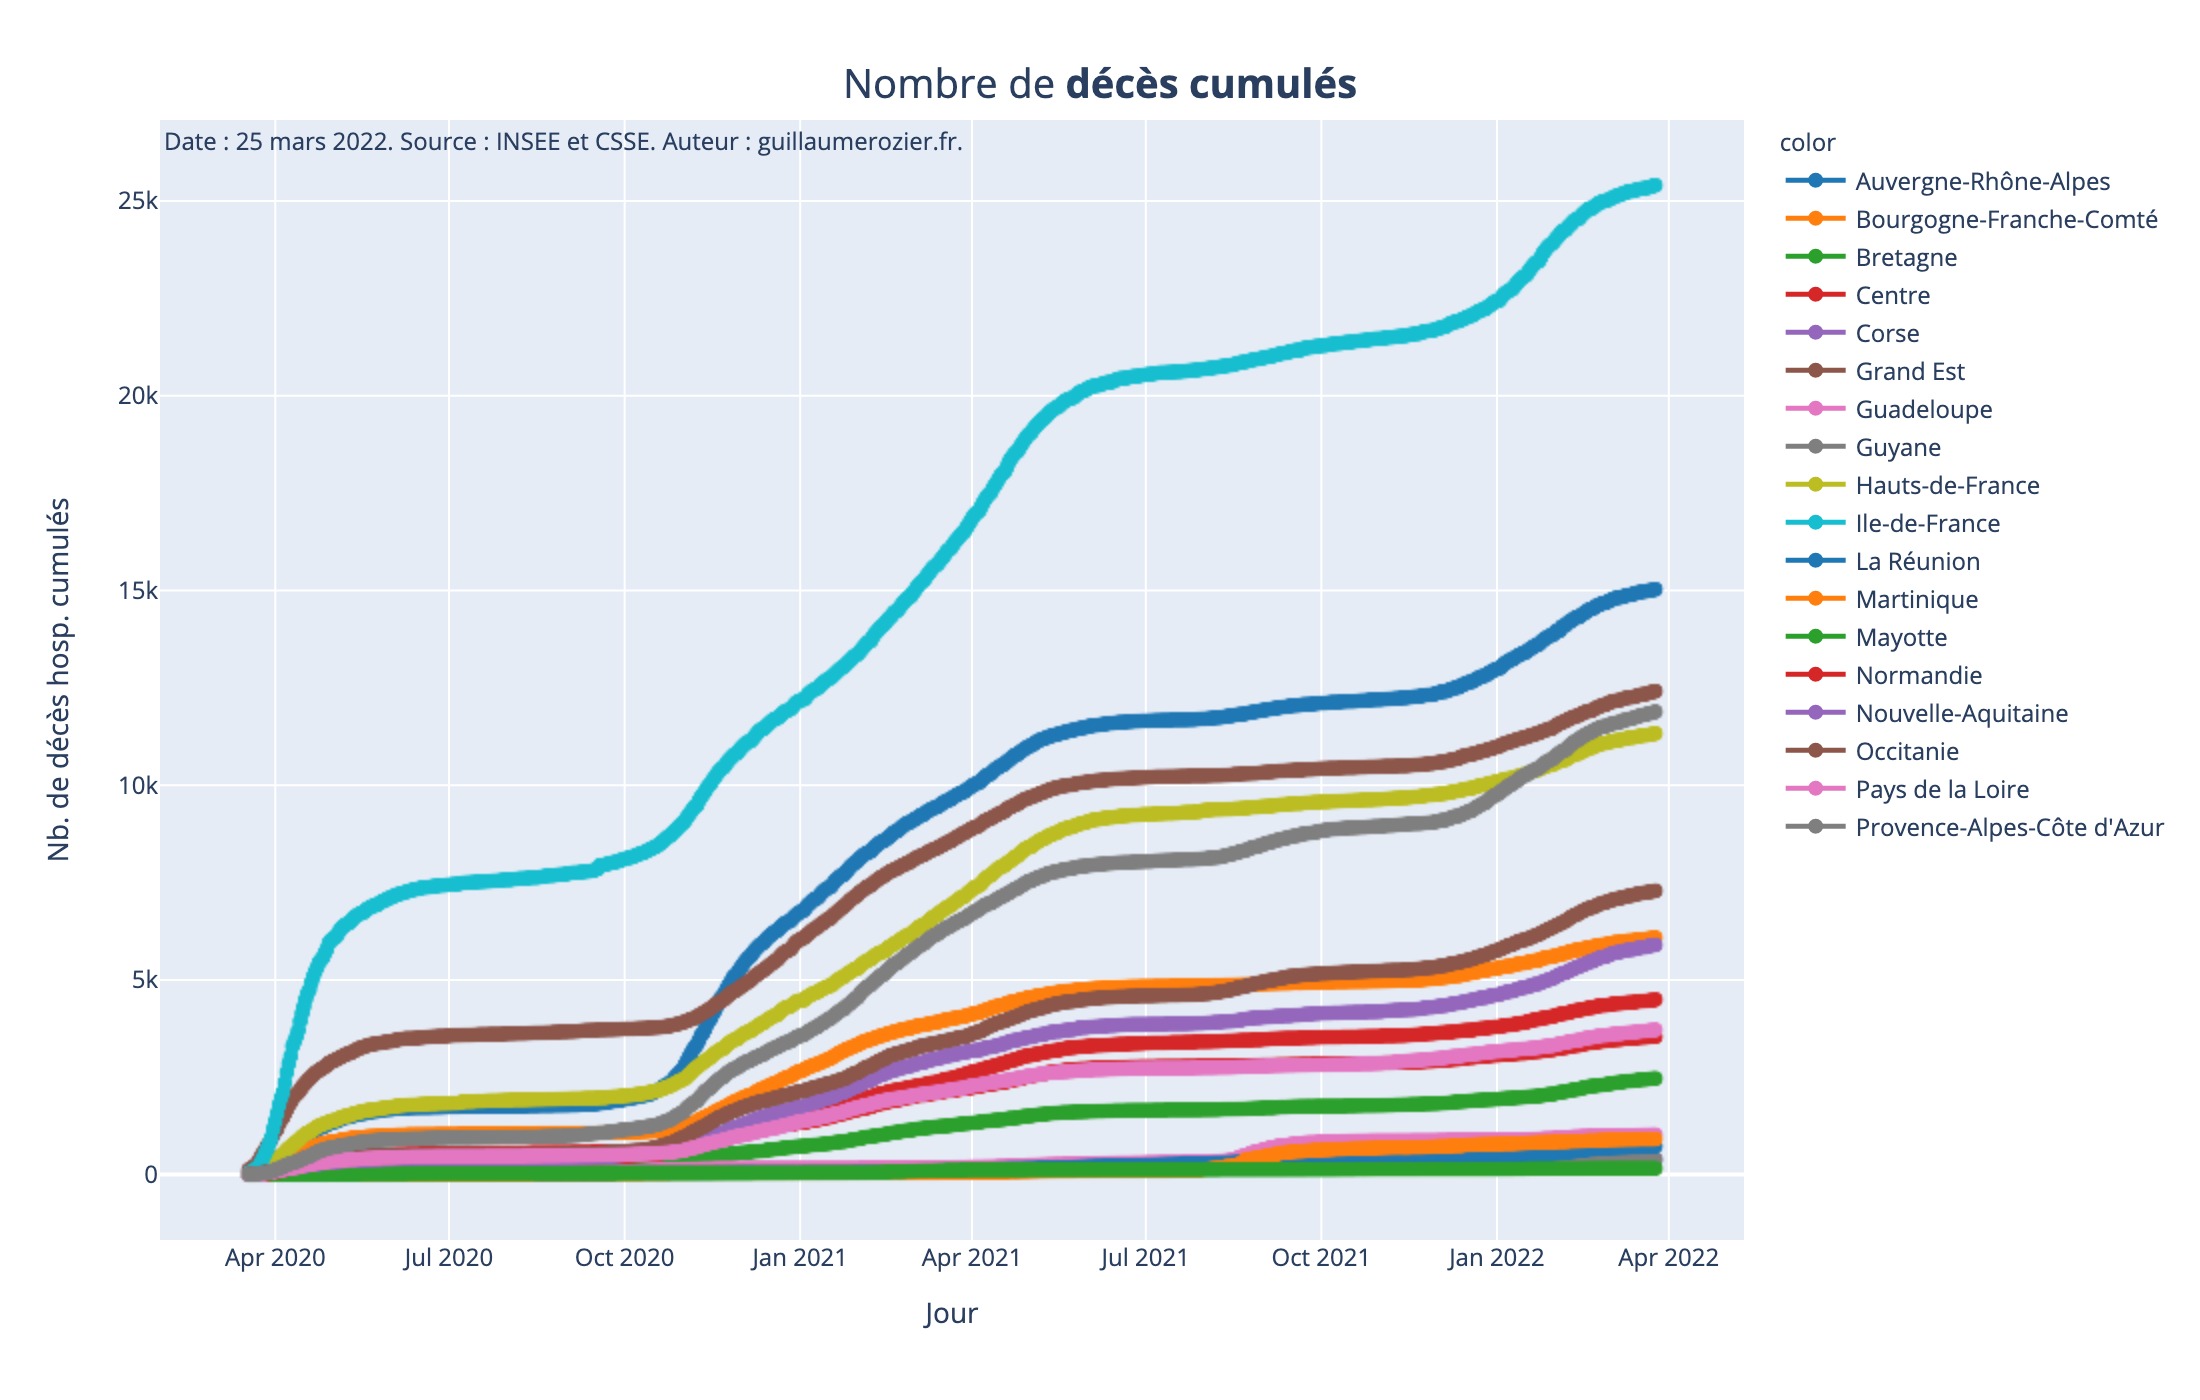 Nombre de décès cumulés
Date : 25 mars 2022. Source : INSEE et CSSE. Auteur : guillaumerozier.fr.
Nb. de décès hosp. cumulés
25k
20k
15k
10k
5k
0
Apr 2020
Jul 2020
Oct 2020
Jan 2021
Apr 2021
Jul 2021
Oct 2021
Jan 2022
Apr 2022
Jour
color
Auvergne-Rhône-Alpes
Bourgogne-Franche-Comté
Bretagne
Centre
Corse
Grand Est
Guadeloupe
Guyane
Hauts-de-France
Ile-de-France
La Réunion
Martinique
Mayotte
Normandie
Nouvelle-Aquitaine
Occitanie
Pays de la Loire
Provence-Alpes-Côte d'Azur